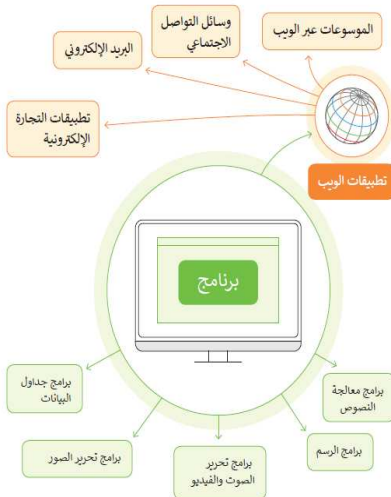 الموسوعات عبر الويب
وسائل التواصل
الاجتماعي
البريد الإلكتروني
تطبيقات التجارة
الإلكترونية
تطبيقات الويب
برنامج
برامج معالجة
النصوص
برامج جداول
البيانات
برامج الرسم
برامج تحرير
الصوت والفيديو
برامج تحرير الصور